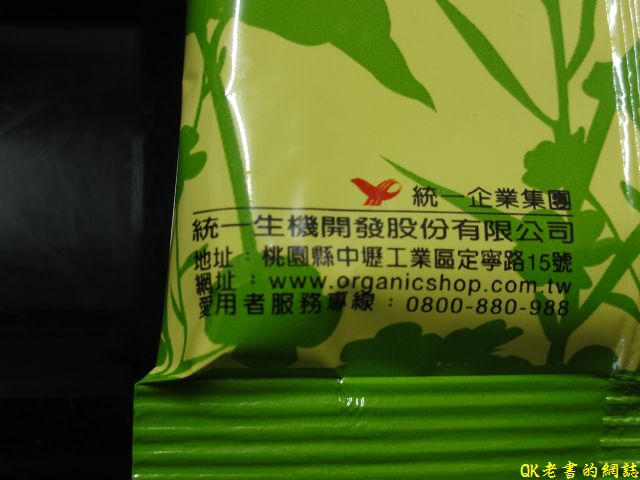 統一企業集團
統一生機開發股份有限公司
地址：桃園縣中壢工業區定寧路15號
網址：www.organicshop.com.tw
愛用者服務專線：0800-880-988
QK老書的網誌